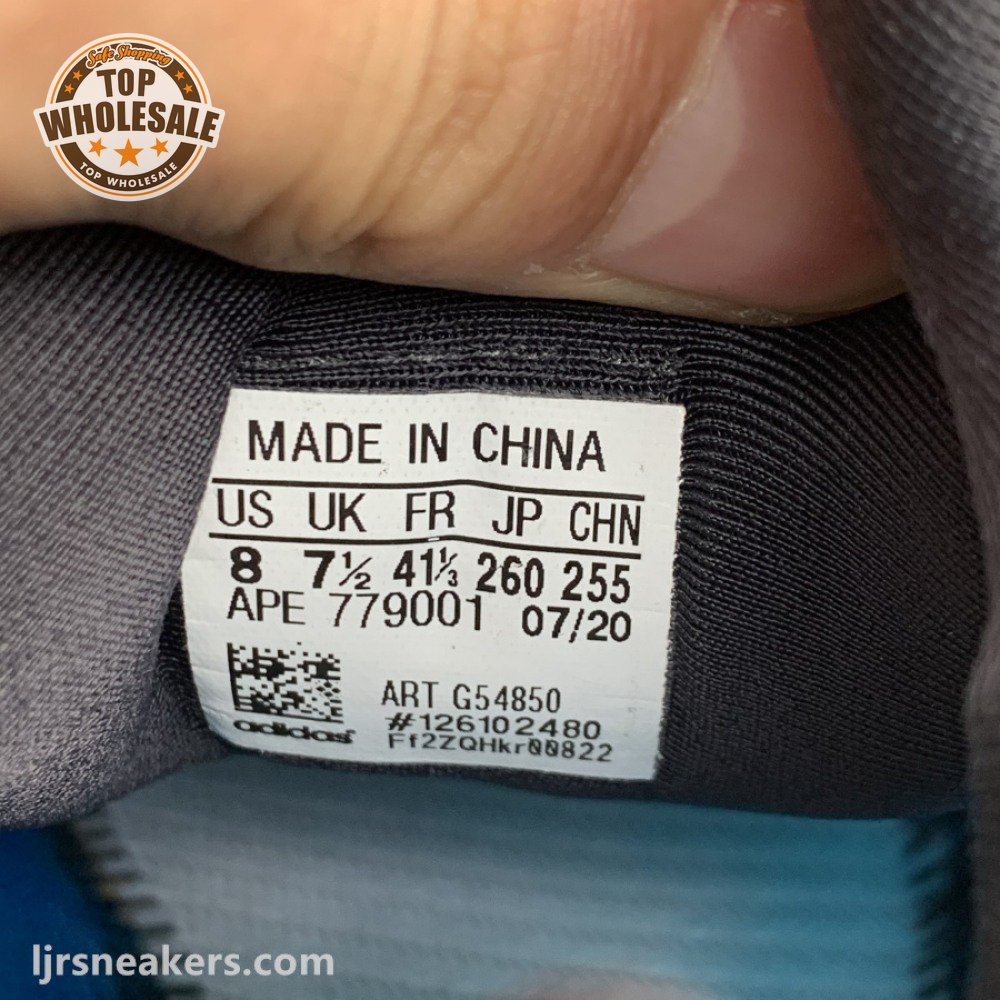 Safe Shopping
TOP
WHOLESALE
TOP WHOLESALE
MADE IN CHINA
US UK FR JP CHN
8 7½ 41⅓ 260 255
APE 779001 07/20
ART G54850
#126102480
Ff2ZQHkr00822
adidas
ljrsneakers.com